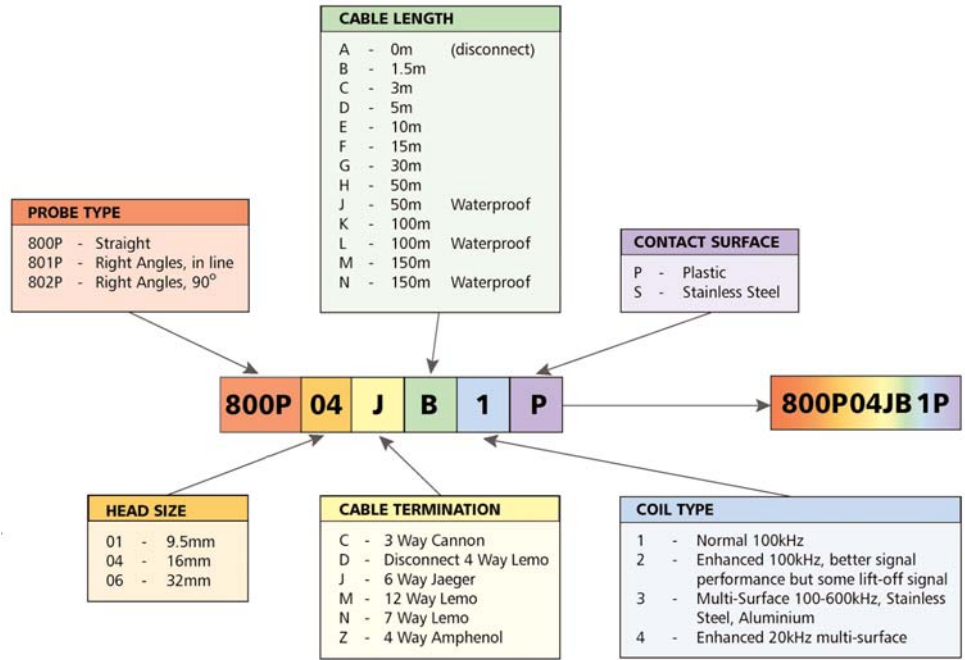 CABLE LENGTH
A - 0m (disconnect)
B - 1.5m
C - 3m
D - 5m
E - 10m
F - 15m
G - 30m
H - 50m
J - 50m Waterproof
K - 100m
L - 100m Waterproof
M - 150m
N - 150m Waterproof
PROBE TYPE
800P - Straight
801P - Right Angles, in line
802P - Right Angles, 90°
CONTACT SURFACE
P - Plastic
S - Stainless Steel
800P 04 J B 1 P
800P04JB1P
HEAD SIZE
01 - 9.5mm
04 - 16mm
06 - 32mm
CABLE TERMINATION
C - 3 Way Cannon
D - Disconnect 4 Way Lemo
J - 6 Way Jaeger
M - 12 Way Lemo
N - 7 Way Lemo
Z - 4 Way Amphenol
COIL TYPE
1 - Normal 100kHz
2 - Enhanced 100kHz, better signal
performance but some lift-off signal
3 - Multi-Surface 100-600kHz, Stainless
Steel, Aluminium
4 - Enhanced 20kHz multi-surface